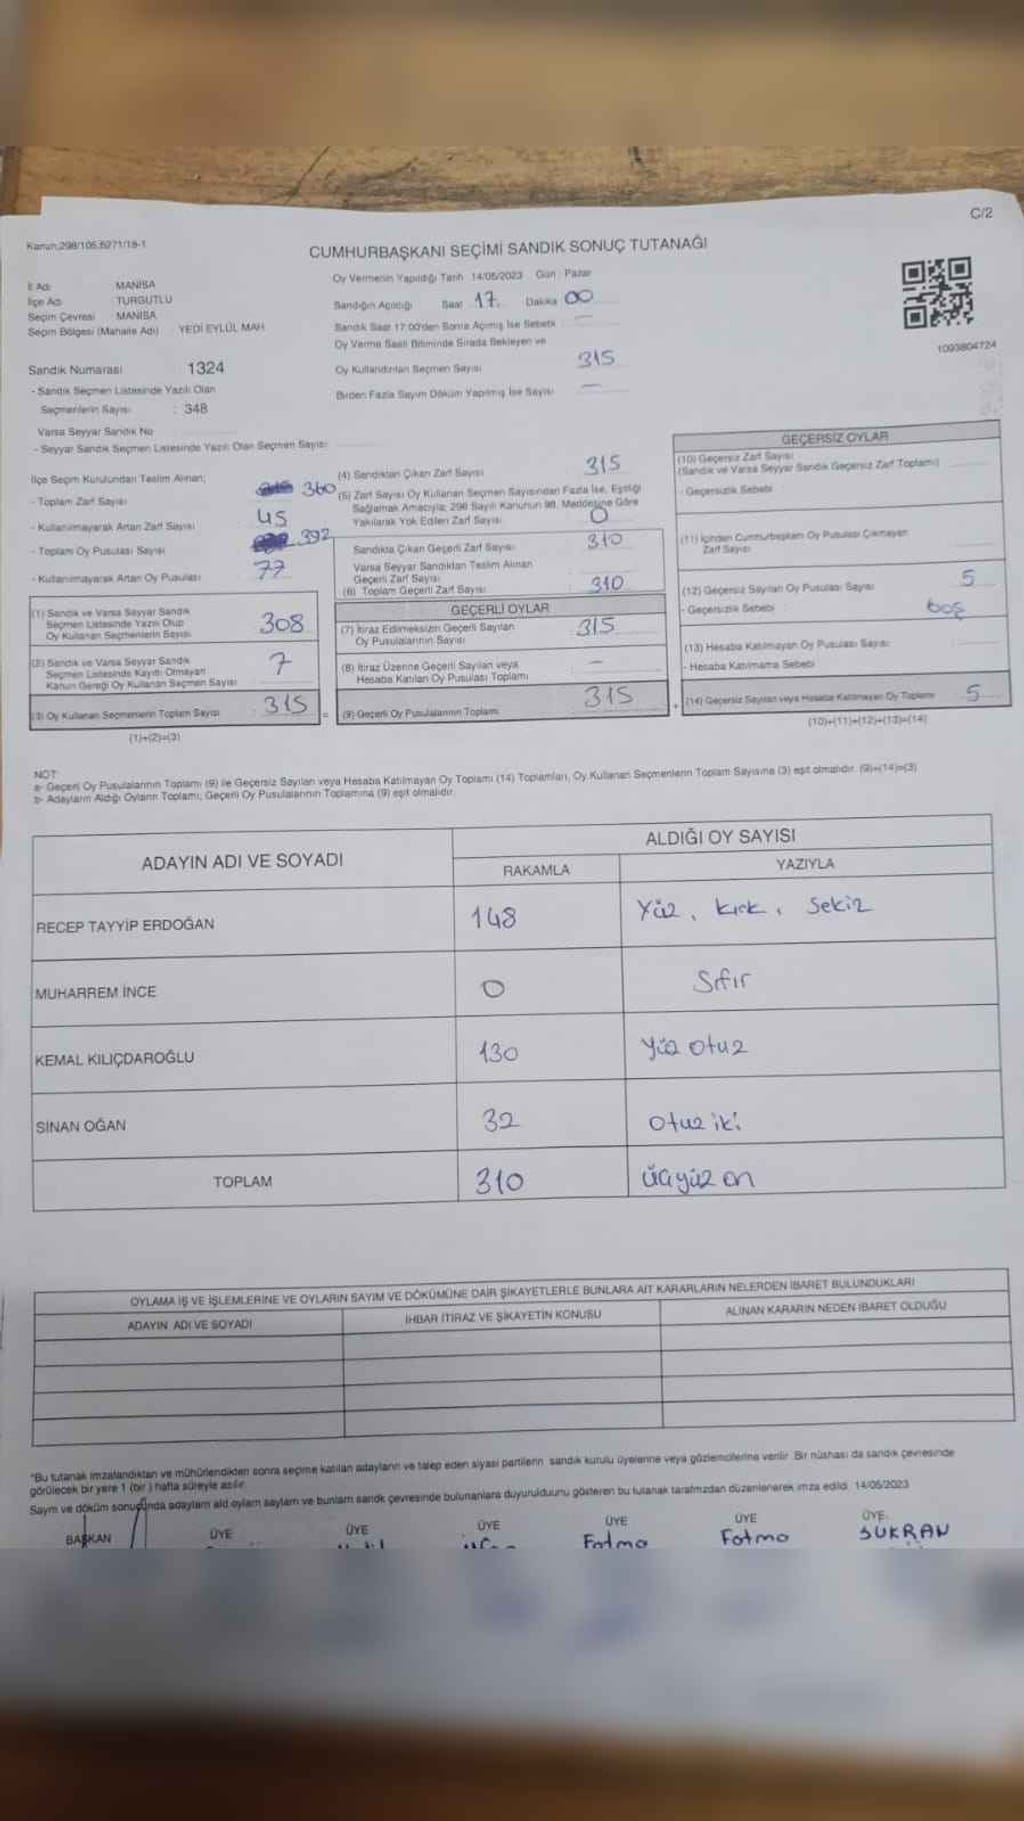 C/2
Kanun:298/105,6271/18-1
CUMHURBAŞKANI SEÇİMİ SANDIK SONUÇ TUTANAĞI
İl Adı : MANİSA
İlçe Adı : TURGUTLU
Seçim Çevresi : MANİSA
Seçim Bölgesi (Mahalle Adı) : YEDİ EYLÜL MAH
Oy Vermenin Yapıldığı Tarih 14/05/2023 Gün : Pazar
Sandığın Açıldığı Saat 17. Dakika 00
Sandık Saat 17:00'den Sonra Açılmış İse Sebebi —
Oy Verme Saati Bitiminde Sırada Bekleyen ve
Oy Kullandırılan Seçmen Sayısı 315
Birden Fazla Sayım Döküm Yapılmış İse Sayısı —
1093804724
Sandık Numarası 1324
- Sandık Seçmen Listesinde Yazılı Olan
Seçmenlerin Sayısı : 348
Varsa Seyyar Sandık No
- Seyyar Sandık Seçmen Listesinde Yazılı Olan Seçmen Sayısı
İlçe Seçim Kurulundan Teslim Alınan;
- Toplam Zarf Sayısı 360
- Kullanılmayarak Artan Zarf Sayısı 45
- Toplam Oy Pusulası Sayısı 392
- Kullanılmayarak Artan Oy Pusulası 77
(1) Sandık ve Varsa Seyyar Sandık
Seçmen Listesinde Yazılı Olup
Oy Kullanan Seçmenlerin Sayısı 308
(2) Sandık ve Varsa Seyyar Sandık
Seçmen Listesinde Kayıtlı Olmayan
Kanun Gereği Oy Kullanan Seçmen Sayısı 7
(3) Oy Kullanan Seçmenlerin Toplam Sayısı 315
(1)+(2)=(3)
(4) Sandıktan Çıkan Zarf Sayısı 315
(5) Zarf Sayısı Oy Kullanan Seçmen Sayısından Fazla İse, Eşitliği
Sağlamak Amacıyla; 298 Sayılı Kanunun 98. Maddesine Göre
Yakılarak Yok Edilen Zarf Sayısı 0
Sandıkta Çıkan Geçerli Zarf Sayısı 310
Varsa Seyyar Sandıktan Teslim Alınan
Geçerli Zarf Sayısı
(6) Toplam Geçerli Zarf Sayısı 310
GEÇERLİ OYLAR
(7) İtiraz Edilmeksizin Geçerli Sayılan
Oy Pusulalarının Sayısı 315
(8) İtiraz Üzerine Geçerli Sayılan veya
Hesaba Katılan Oy Pusulası Toplamı —
(9) Geçerli Oy Pusulalarının Toplamı 315
GEÇERSİZ OYLAR
(10) Geçersiz Zarf Sayısı
(Sandık ve Varsa Seyyar Sandık Geçersiz Zarf Toplamı)
- Geçersizlik Sebebi
(11) İçinden Cumhurbaşkanı Oy Pusulası Çıkmayan
Zarf Sayısı
(12) Geçersiz Sayılan Oy Pusulası Sayısı 5
- Geçersizlik Sebebi boş
(13) Hesaba Katılmayan Oy Pusulası Sayısı
- Hesaba Katılmama Sebebi
(14) Geçersiz Sayılan veya Hesaba Katılmayan Oy Toplamı 5
(10)+(11)+(12)+(13)=(14)
NOT:
a- Geçerli Oy Pusulalarının Toplamı (9) ile Geçersiz Sayılan veya Hesaba Katılmayan Oy Toplamı (14) Toplamları, Oy Kullanan Seçmenlerin Toplam Sayısına (3) eşit olmalıdır. (9)+(14)=(3)
b- Adayların Aldığı Oyların Toplamı; Geçerli Oy Pusulalarının Toplamına (9) eşit olmalıdır.
ADAYIN ADI VE SOYADI
ALDIĞI OY SAYISI
RAKAMLA YAZIYLA
RECEP TAYYİP ERDOĞAN 148 Yüz, kırk, sekiz
MUHARREM İNCE 0 Sıfır
KEMAL KILIÇDAROĞLU 130 Yüz otuz
SİNAN OĞAN 32 Otuz iki
TOPLAM 310 Üçyüz on
OYLAMA İŞ VE İŞLEMLERİNE VE OYLARIN SAYIM VE DÖKÜMÜNE DAİR ŞİKAYETLERLE BUNLARA AİT KARARLARIN NELERDEN İBARET BULUNDUKLARI
ADAYIN ADI VE SOYADI İHBAR İTİRAZ VE ŞİKAYETİN KONUSU ALINAN KARARIN NEDEN İBARET OLDUĞU
"Bu tutanak imzalandıktan ve mühürlendikten sonra seçime katılan adayların ve talep eden siyasi partilerin sandık kurulu üyelerine veya gözlemcilerine verilir. Bir nüshası da sandık çevresinde
görülecek bir yere 1 (bir) hafta süreyle asılır.
Sayım ve döküm sonuçunda adayların aldı oyların sayıları ve bunların sandık çevresinde bulunanlara duyurulduunu gösteren bu tutanak tarafımızdan düzenlenerek imza edildi. 14/05/2023
BAŞKAN ÜYE ÜYE ÜYE ÜYE ÜYE ÜYE
Fatma Fatma ŞUKRAN